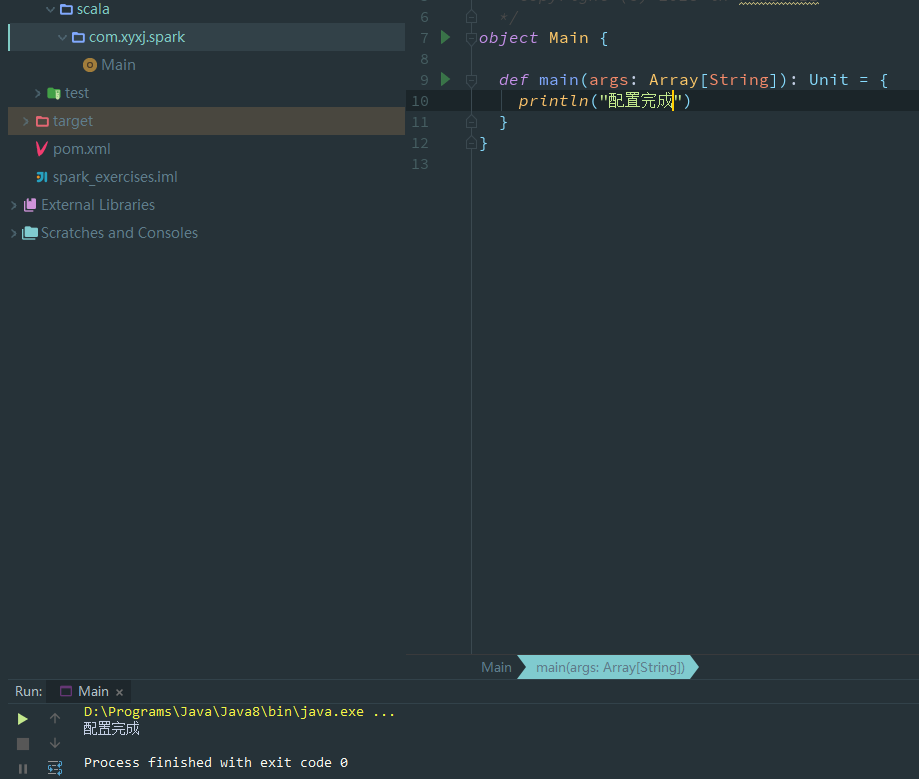 scala
com.xyxj.spark
Main
test
target
pom.xml
spark_exercises.iml
External Libraries
Scratches and Consoles
6 */
7 object Main {
8
9 def main(args: Array[String]): Unit = {
10 println("配置完成")
11 }
12 }
13
Main main(args: Array[String])
Run: Main ×
D:\Programs\Java\Java8\bin\java.exe ...
配置完成
Process finished with exit code 0